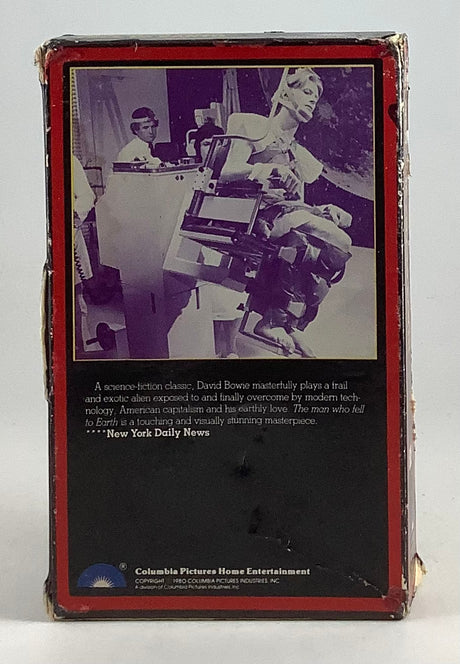 A science-fiction classic, David Bowie masterfully plays a frail
and exotic alien exposed to and finally overcome by modern tech-
nology, American capitalism and his earthly love. The man who fell
to Earth is a touching and visually stunning masterpiece.
****New York Daily News
®
Columbia Pictures Home Entertainment
COPYRIGHT © 1980 COLUMBIA PICTURES INDUSTRIES, INC.
A division of Columbia Pictures Industries, Inc.